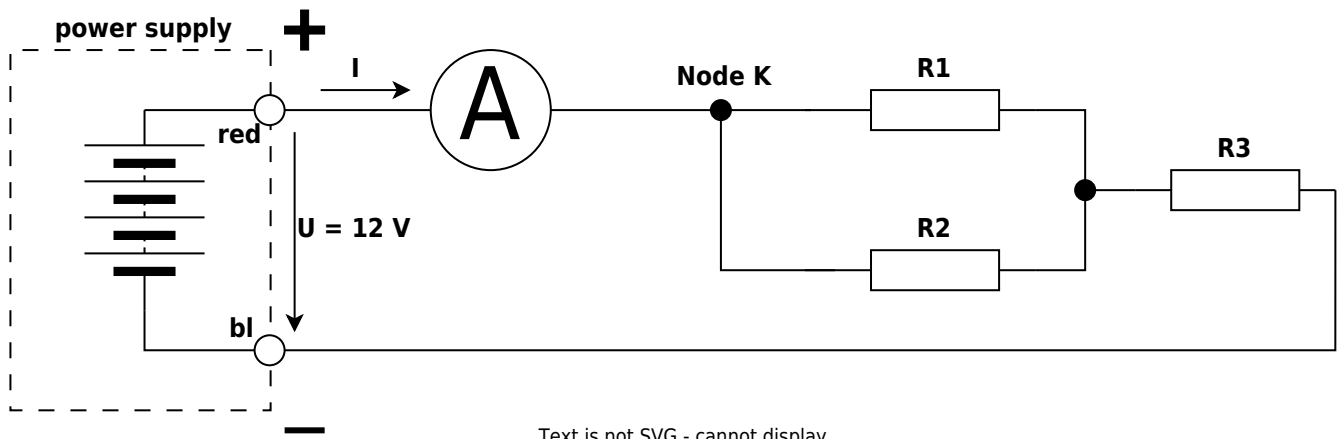 power supply
+
I
A
Node K
R1
red
R3
U = 12 V
R2
bl
−
Text is not SVG - cannot display